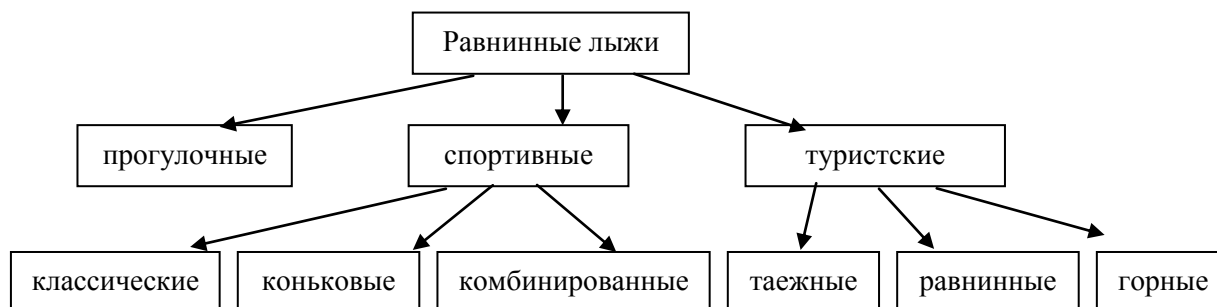 Равнинные лыжи
прогулочные
спортивные
туристские
классические
коньковые
комбинированные
таежные
равнинные
горные